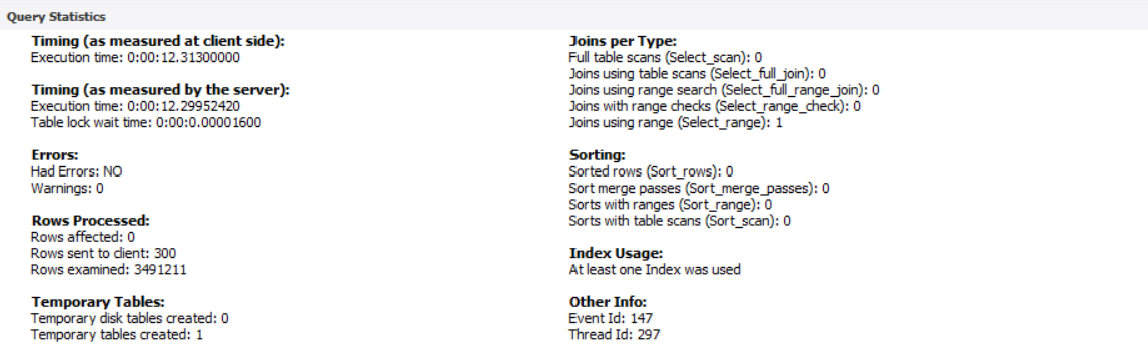 Query Statistics
Timing (as measured at client side):
Execution time: 0:00:12.31300000
Timing (as measured by the server):
Execution time: 0:00:12.29952420
Table lock wait time: 0:00:0.00001600
Errors:
Had Errors: NO
Warnings: 0
Rows Processed:
Rows affected: 0
Rows sent to client: 300
Rows examined: 3491211
Temporary Tables:
Temporary disk tables created: 0
Temporary tables created: 1
Joins per Type:
Full table scans (Select_scan): 0
Joins using table scans (Select_full_join): 0
Joins using range search (Select_full_range_join): 0
Joins with range checks (Select_range_check): 0
Joins using range (Select_range): 1
Sorting:
Sorted rows (Sort_rows): 0
Sort merge passes (Sort_merge_passes): 0
Sorts with ranges (Sort_range): 0
Sorts with table scans (Sort_scan): 0
Index Usage:
At least one Index was used
Other Info:
Event Id: 147
Thread Id: 297